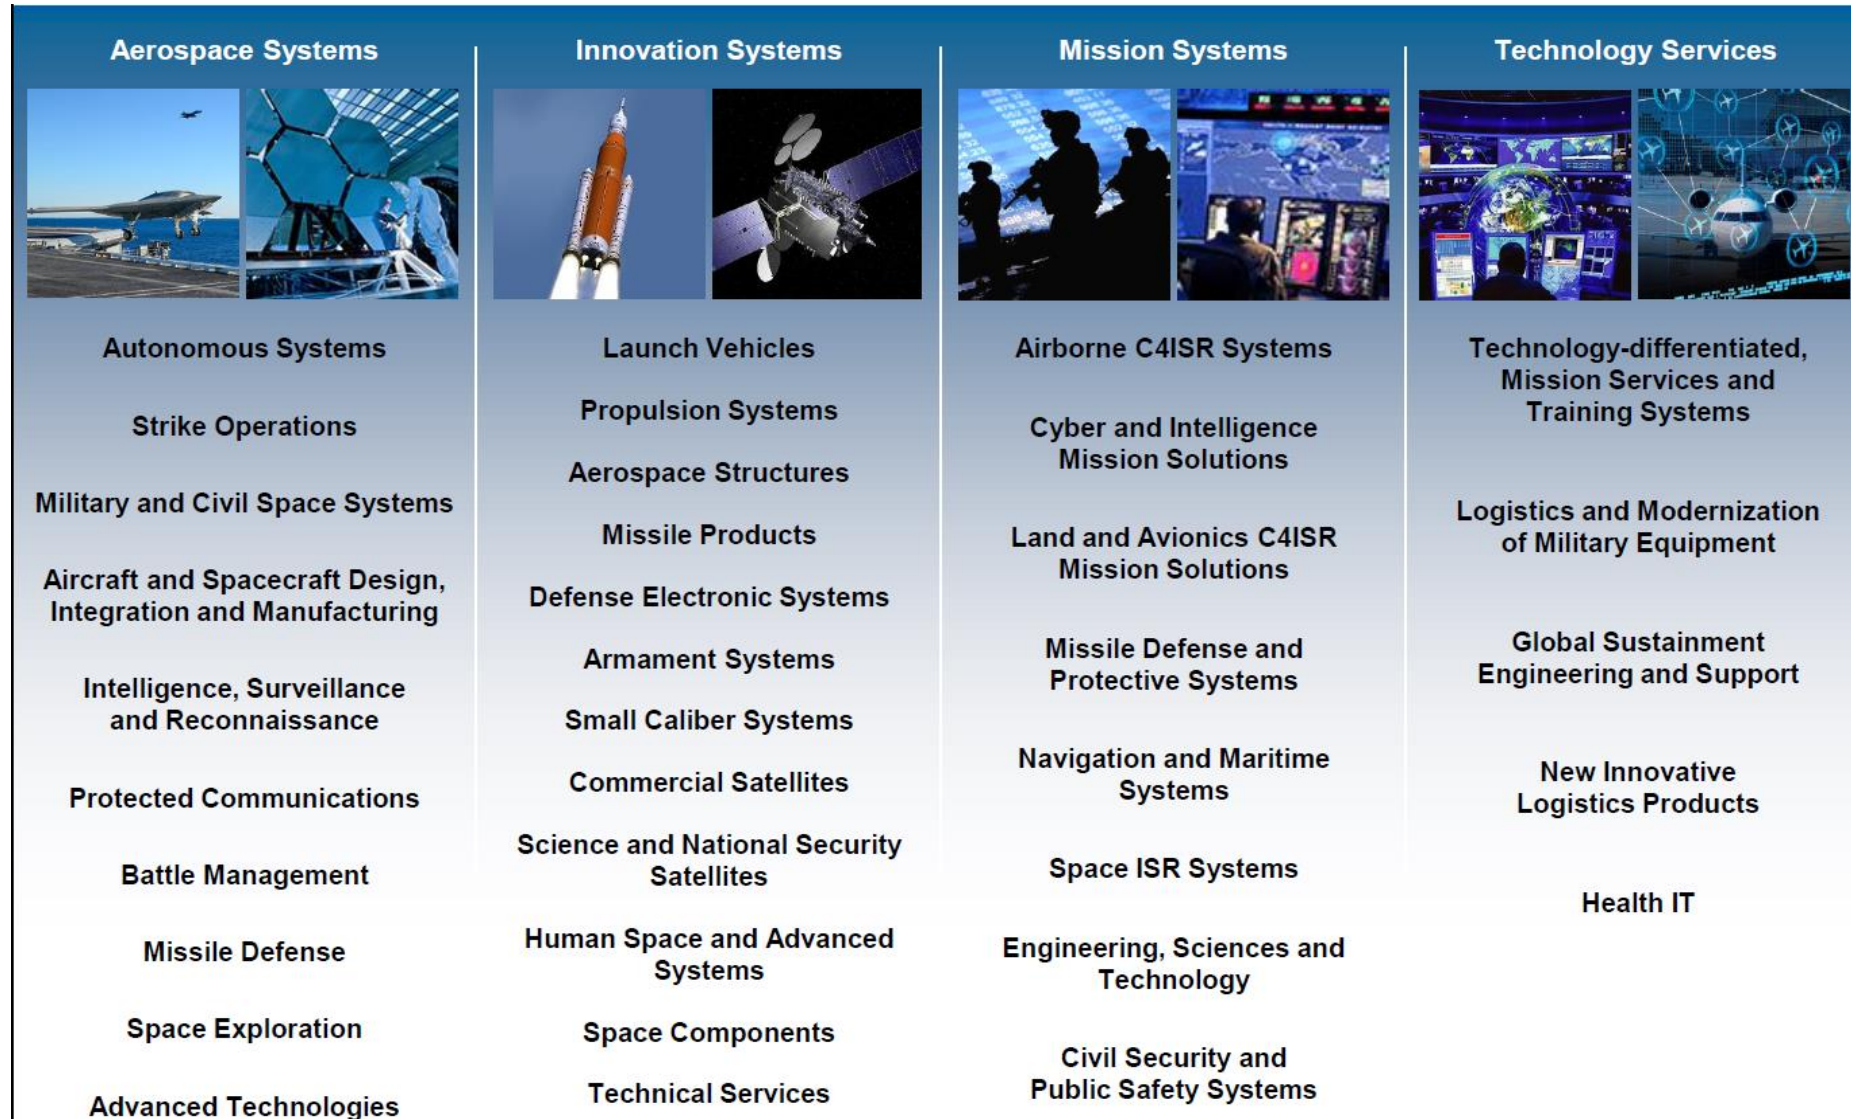 Aerospace Systems
Innovation Systems
Mission Systems
Technology Services
Autonomous Systems
Strike Operations
Military and Civil Space Systems
Aircraft and Spacecraft Design,
Integration and Manufacturing
Intelligence, Surveillance
and Reconnaissance
Protected Communications
Battle Management
Missile Defense
Space Exploration
Advanced Technologies
Launch Vehicles
Propulsion Systems
Aerospace Structures
Missile Products
Defense Electronic Systems
Armament Systems
Small Caliber Systems
Commercial Satellites
Science and National Security
Satellites
Human Space and Advanced
Systems
Space Components
Technical Services
Airborne C4ISR Systems
Cyber and Intelligence
Mission Solutions
Land and Avionics C4ISR
Mission Solutions
Missile Defense and
Protective Systems
Navigation and Maritime
Systems
Space ISR Systems
Engineering, Sciences and
Technology
Civil Security and
Public Safety Systems
Technology-differentiated,
Mission Services and
Training Systems
Logistics and Modernization
of Military Equipment
Global Sustainment
Engineering and Support
New Innovative
Logistics Products
Health IT